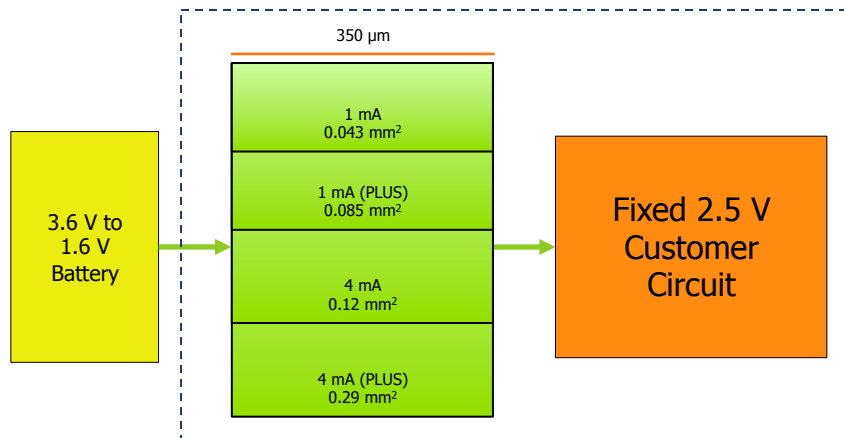 350 µm
1 mA
0.043 mm²
1 mA (PLUS)
0.085 mm²
4 mA
0.12 mm²
4 mA (PLUS)
0.29 mm²
3.6 V to
1.6 V
Battery
Fixed 2.5 V
Customer
Circuit